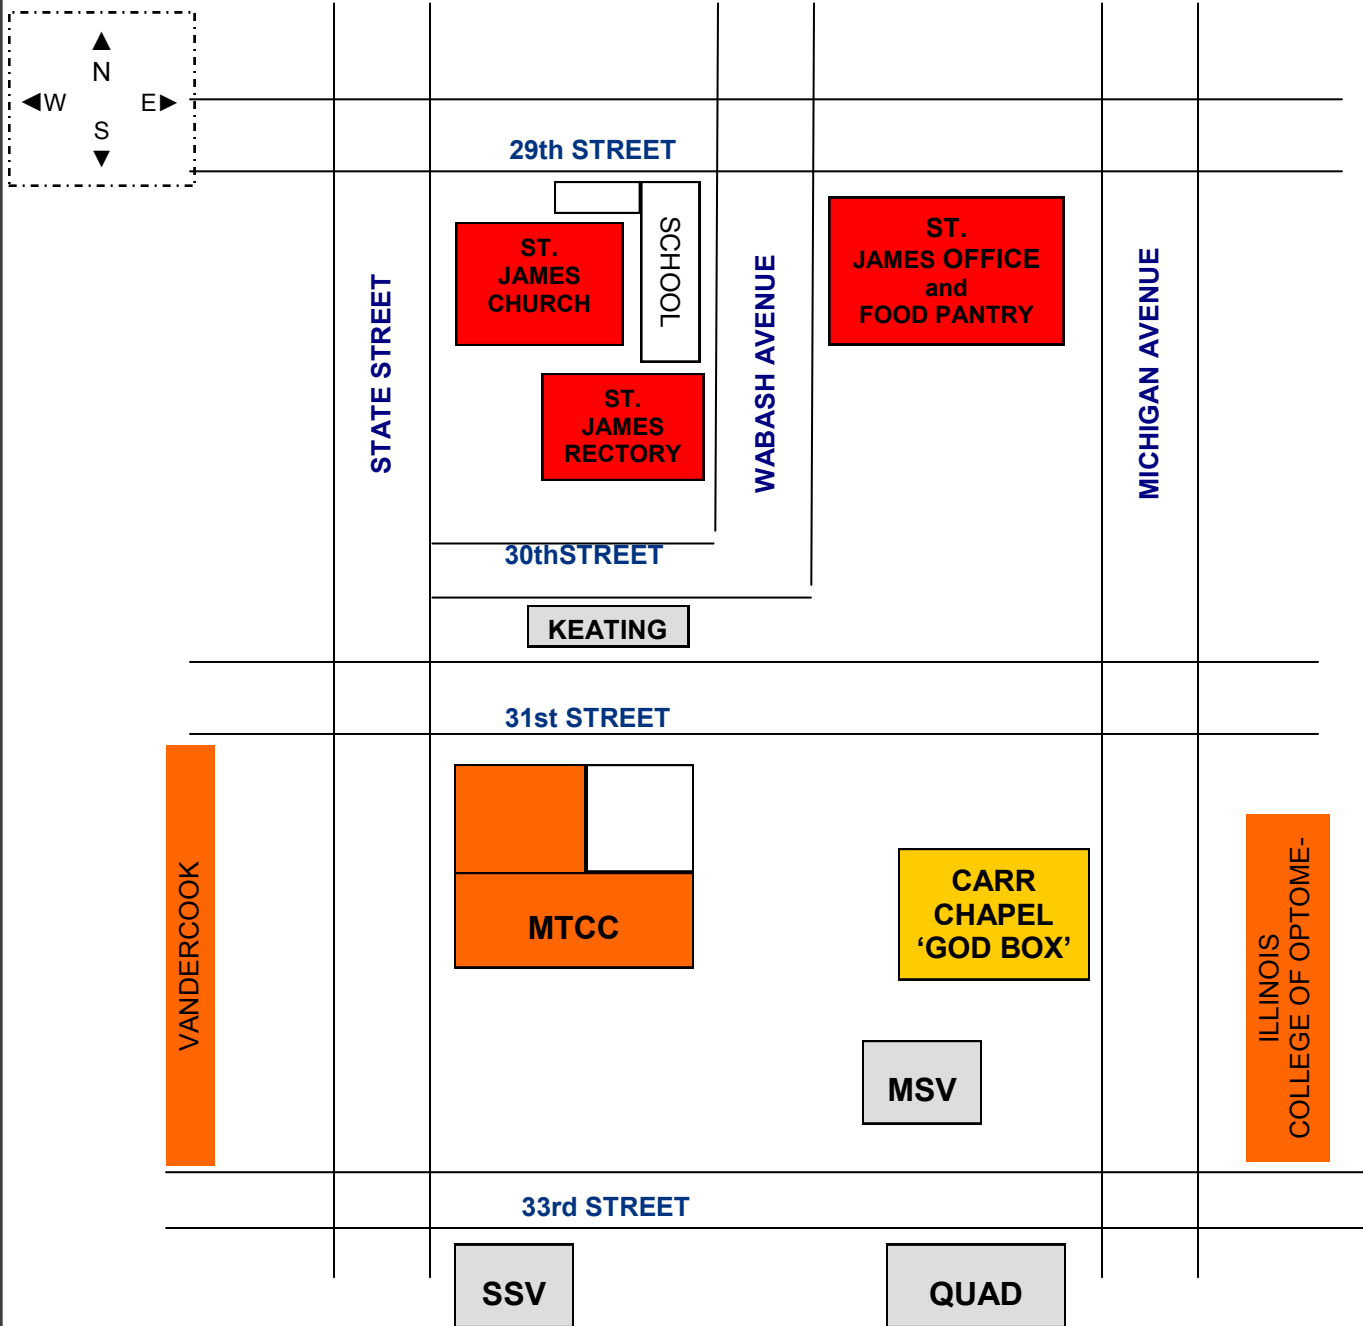 N
W E
S
29th STREET
ST.
JAMES
CHURCH
SCHOOL
ST.
JAMES OFFICE
and
FOOD PANTRY
STATE STREET
WABASH AVENUE
MICHIGAN AVENUE
ST.
JAMES
RECTORY
30thSTREET
KEATING
31st STREET
VANDERCOOK
MTCC
CARR
CHAPEL
‘GOD BOX’
ILLINOIS
COLLEGE OF OPTOME-
MSV
33rd STREET
SSV
QUAD